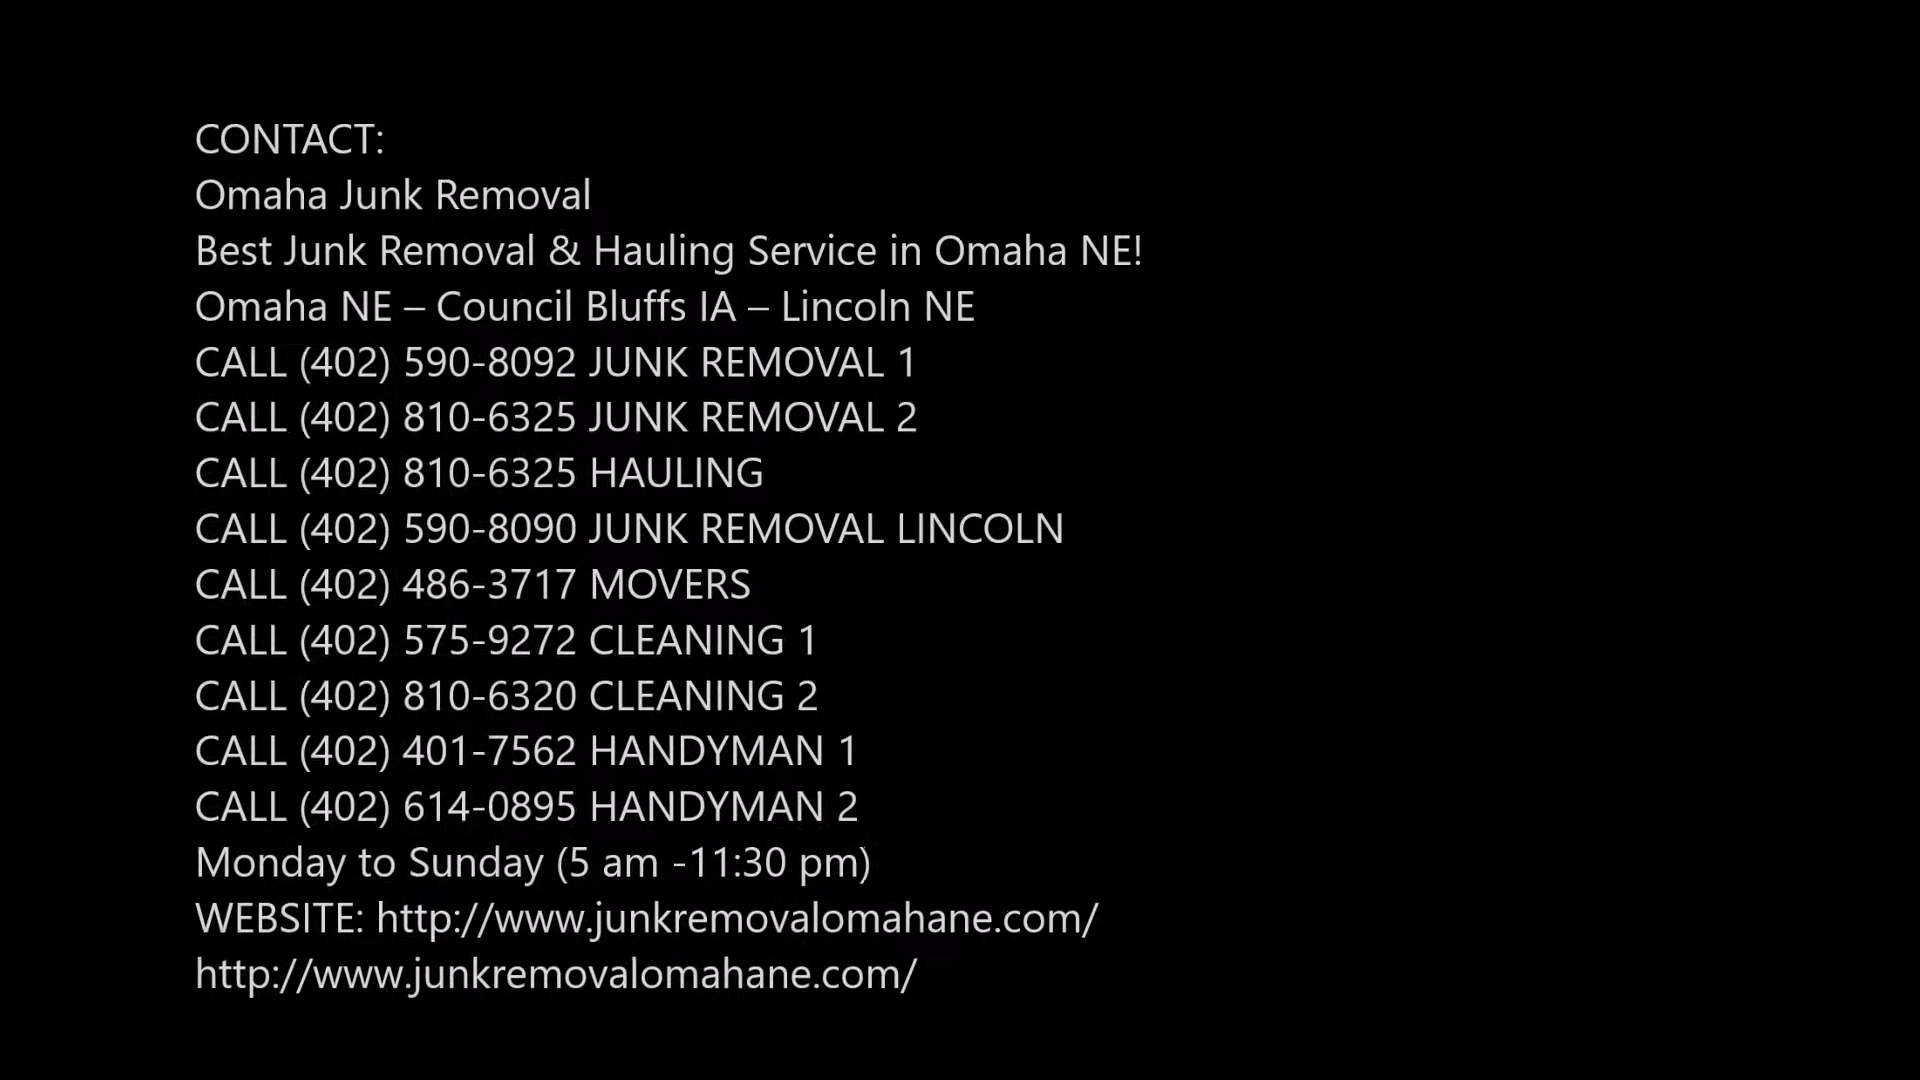 CONTACT:
Omaha Junk Removal
Best Junk Removal & Hauling Service in Omaha NE!
Omaha NE – Council Bluffs IA – Lincoln NE
CALL (402) 590-8092 JUNK REMOVAL 1
CALL (402) 810-6325 JUNK REMOVAL 2
CALL (402) 810-6325 HAULING
CALL (402) 590-8090 JUNK REMOVAL LINCOLN
CALL (402) 486-3717 MOVERS
CALL (402) 575-9272 CLEANING 1
CALL (402) 810-6320 CLEANING 2
CALL (402) 401-7562 HANDYMAN 1
CALL (402) 614-0895 HANDYMAN 2
Monday to Sunday (5 am -11:30 pm)
WEBSITE: http://www.junkremovalomahane.com/
http://www.junkremovalomahane.com/